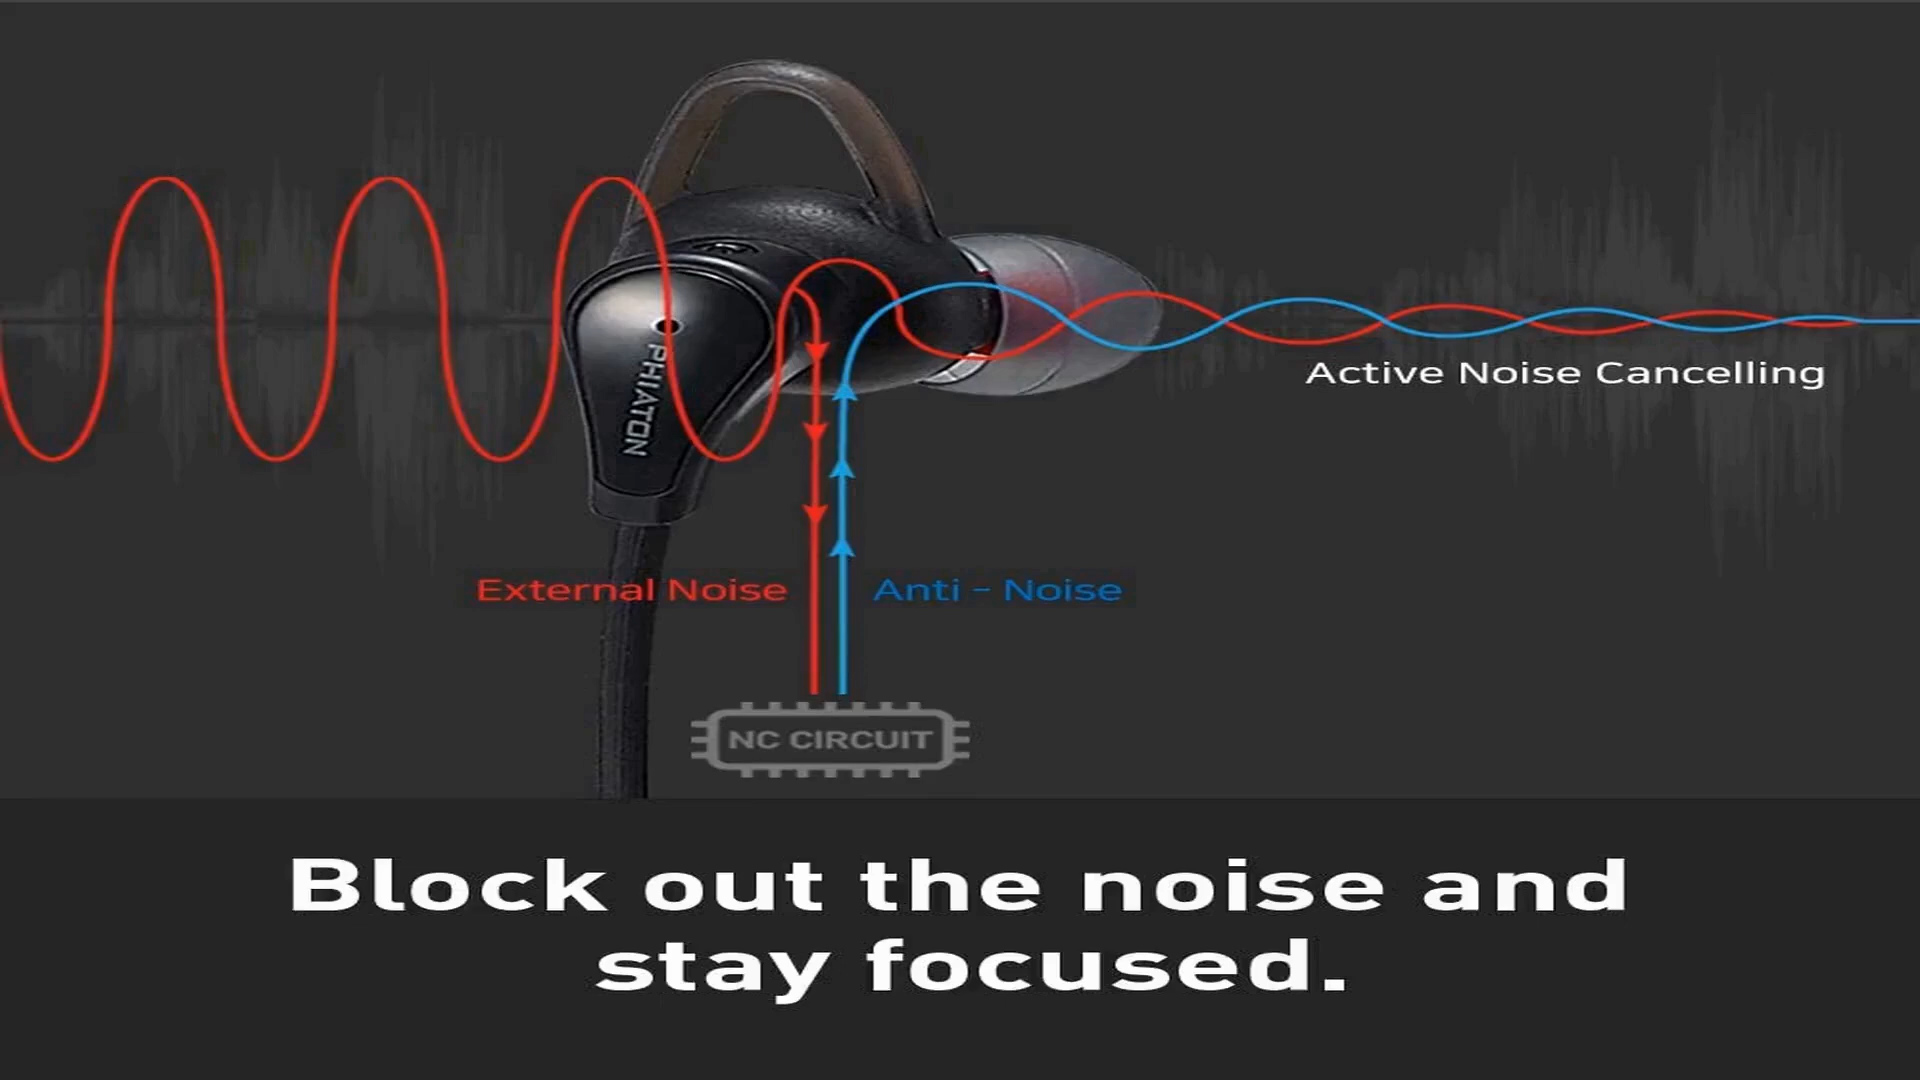 PHIATON
Active Noise Cancelling
External Noise
Anti - Noise
NC CIRCUIT
Block out the noise and
stay focused.